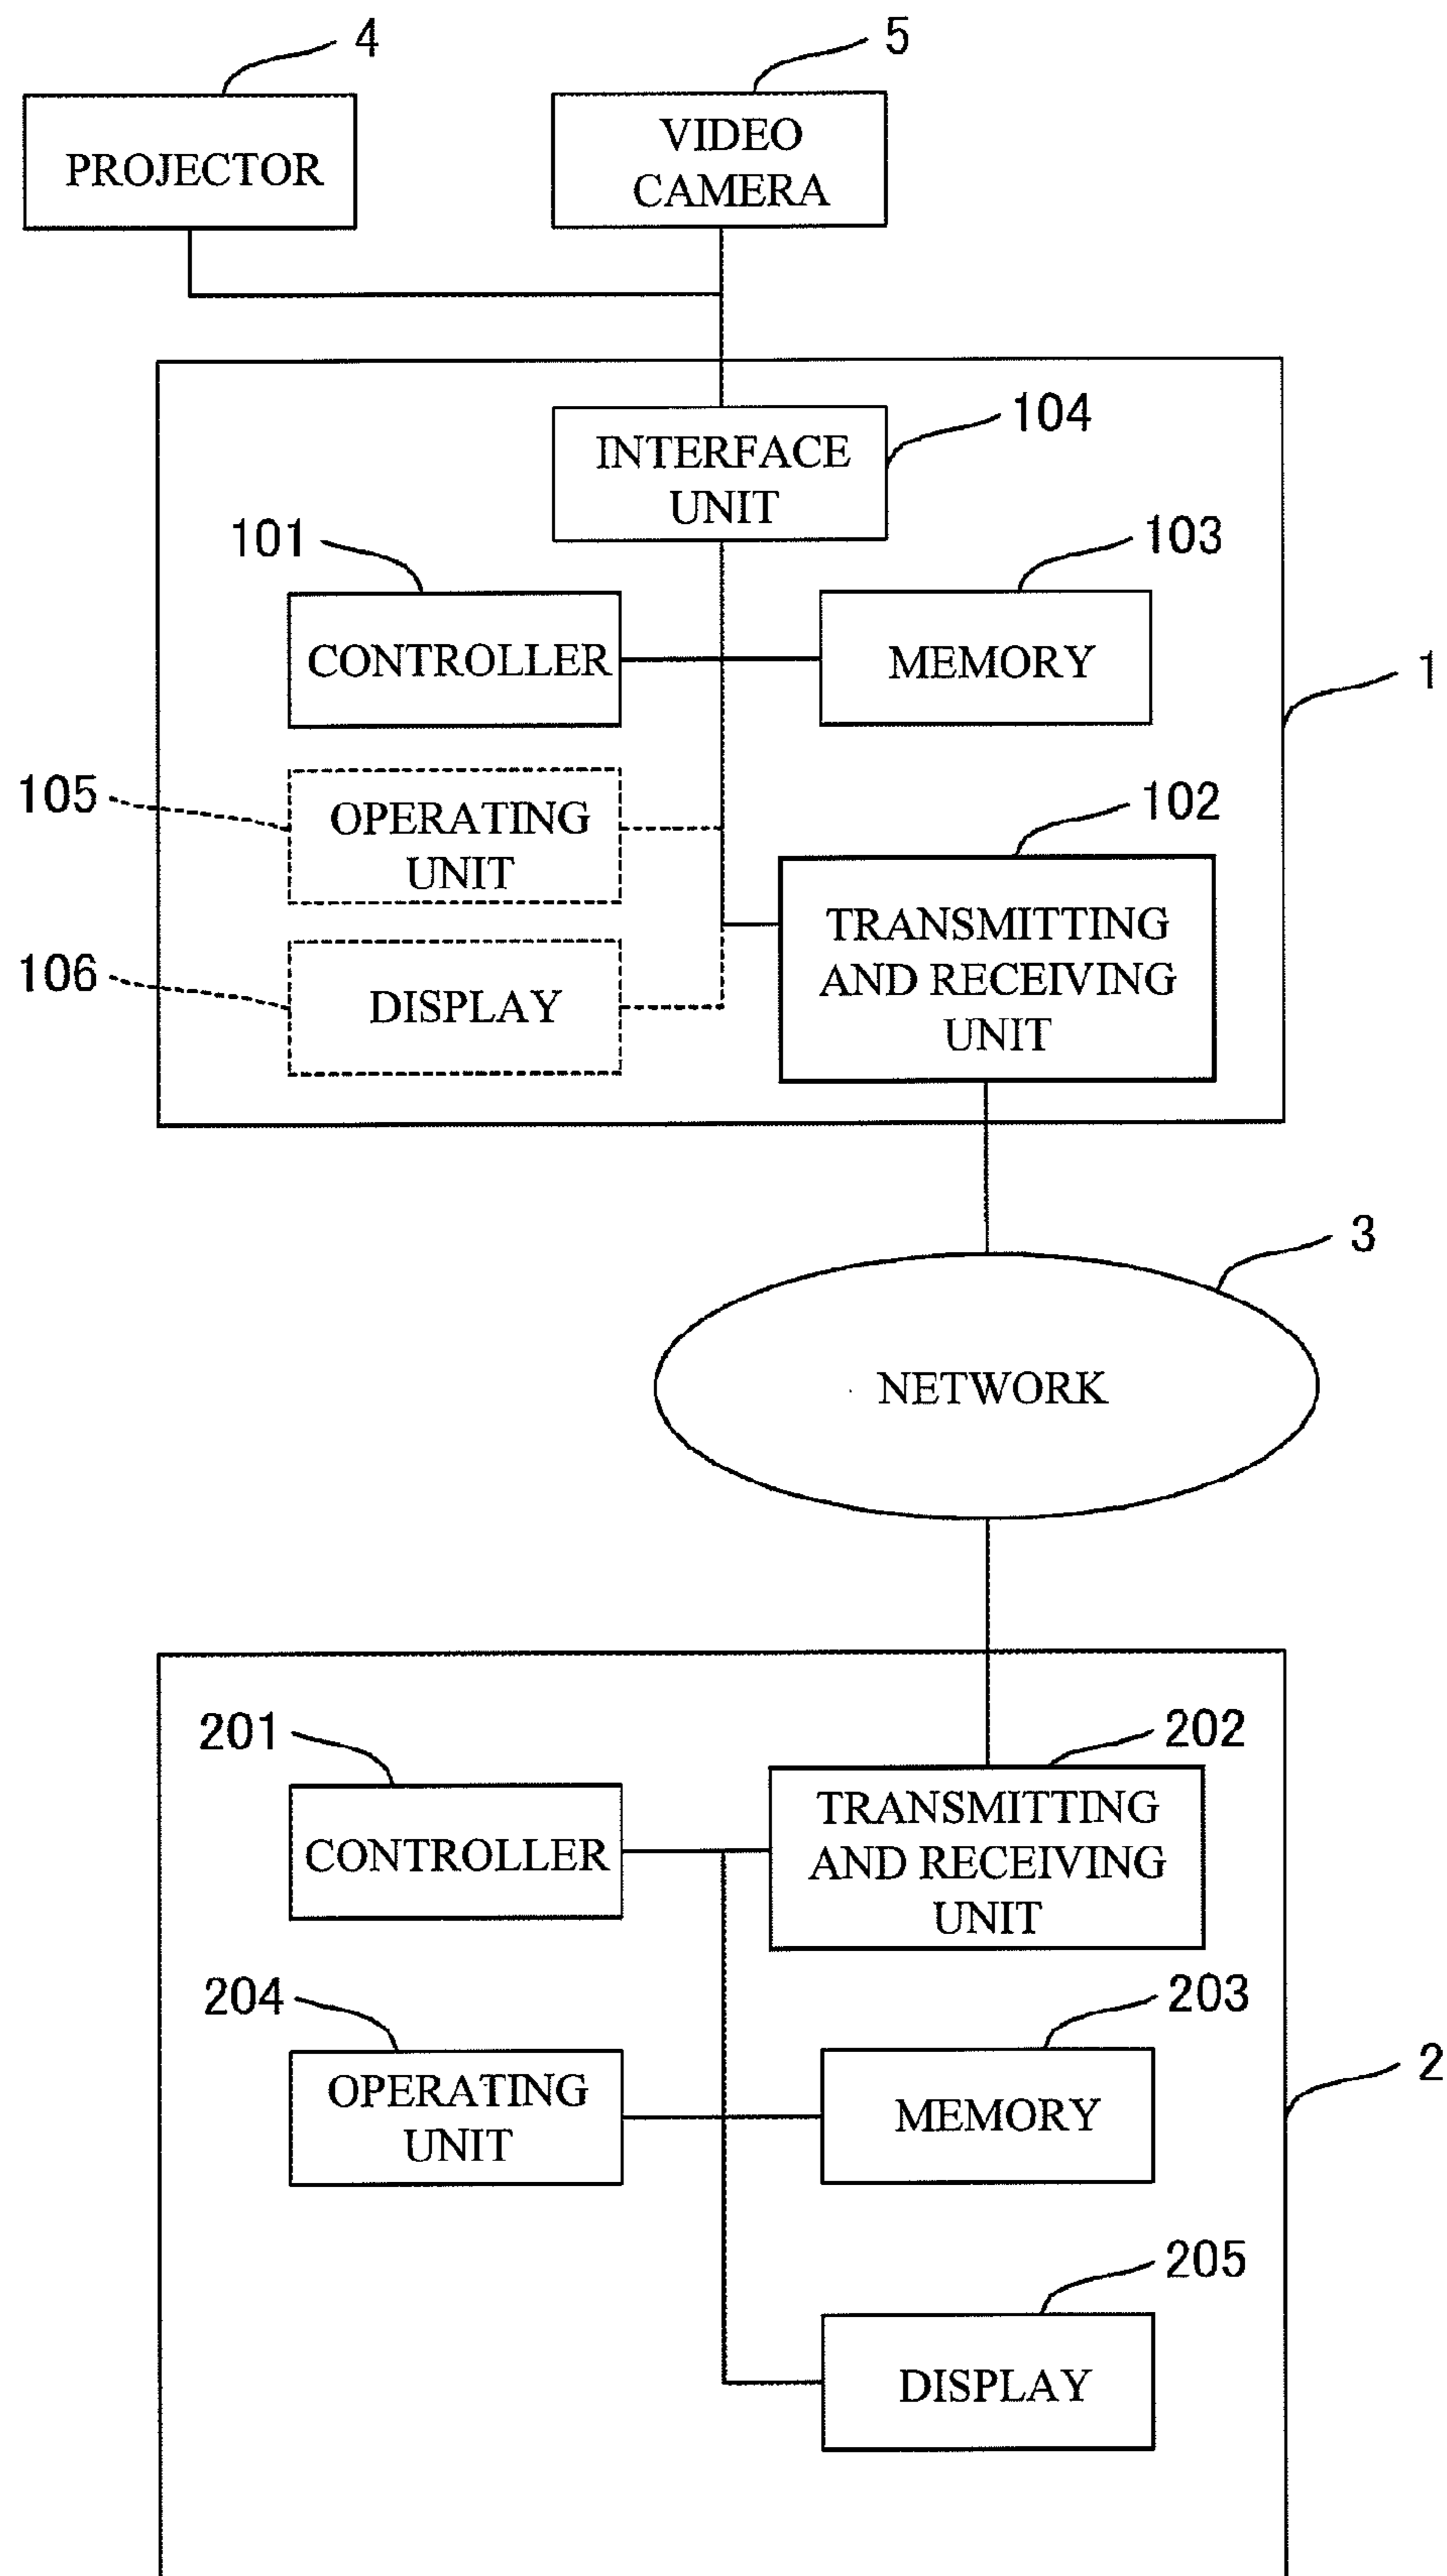 4
5
PROJECTOR
VIDEO
CAMERA
104
INTERFACE
UNIT
101
103
CONTROLLER
MEMORY
1
105
OPERATING
UNIT
102
TRANSMITTING
AND RECEIVING
UNIT
106
DISPLAY
3
NETWORK
201
202
CONTROLLER
TRANSMITTING
AND RECEIVING
UNIT
204
203
OPERATING
UNIT
MEMORY
2
205
DISPLAY